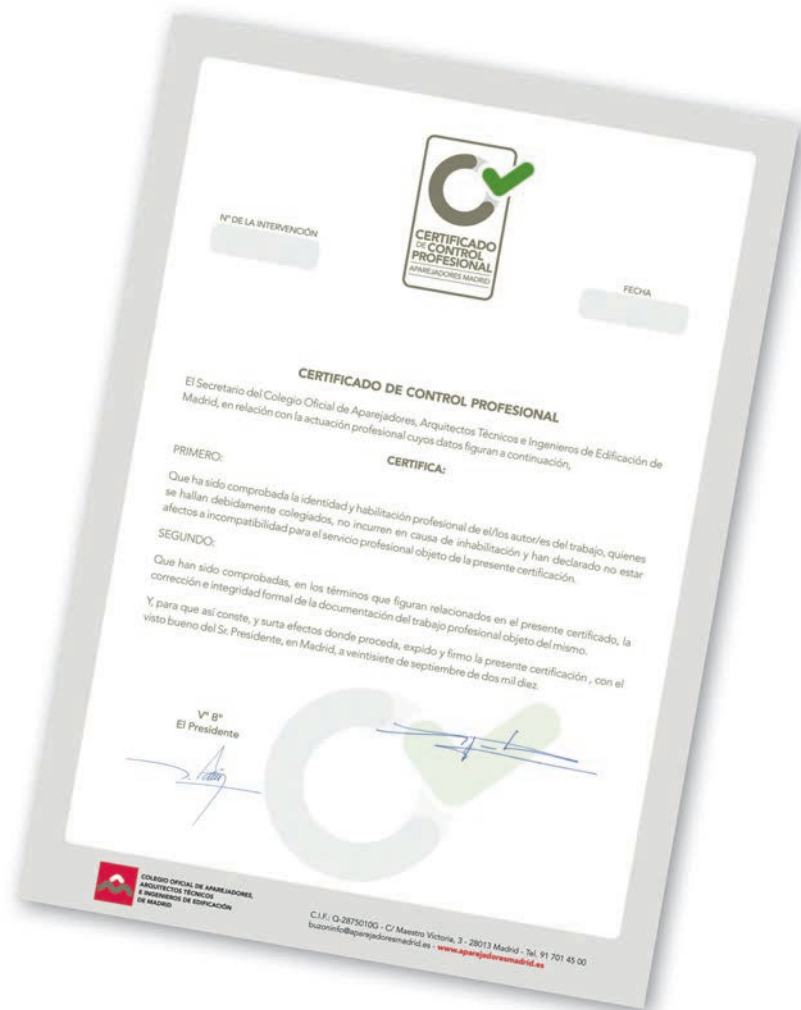 CERTIFICADO
DE CONTROL
PROFESIONAL
APAREJADORES MADRID
Nº DE LA INTERVENCIÓN
FECHA
CERTIFICADO DE CONTROL PROFESIONAL
El Secretario del Colegio Oficial de Aparejadores, Arquitectos Técnicos e Ingenieros de Edificación de
Madrid, en relación con la actuación profesional cuyos datos figuran a continuación,
CERTIFICA:
PRIMERO:
Que ha sido comprobada la identidad y habilitación profesional de el/los autor/es del trabajo, quienes
se hallan debidamente colegiados, no incurren en causa de inhabilitación y han declarado no estar
afectos a incompatibilidad para el servicio profesional objeto de la presente certificación.
SEGUNDO:
Que han sido comprobadas, en los términos que figuran relacionados en el presente certificado, la
corrección e integridad formal de la documentación del trabajo profesional objeto del mismo.
Y, para que así conste, y surta efectos donde proceda, expido y firmo la presente certificación , con el
visto bueno del Sr. Presidente, en Madrid, a veintisiete de septiembre de dos mil diez.
Vº Bº
El Presidente
COLEGIO OFICIAL DE APAREJADORES,
ARQUITECTOS TÉCNICOS
E INGENIEROS DE EDIFICACIÓN
DE MADRID
C.I.F.: Q-2875010G - C/ Maestro Victoria, 3 - 28013 Madrid - Tel. 91 701 45 00
buzoninfo@aparejadoresmadrid.es - www.aparejadoresmadrid.es